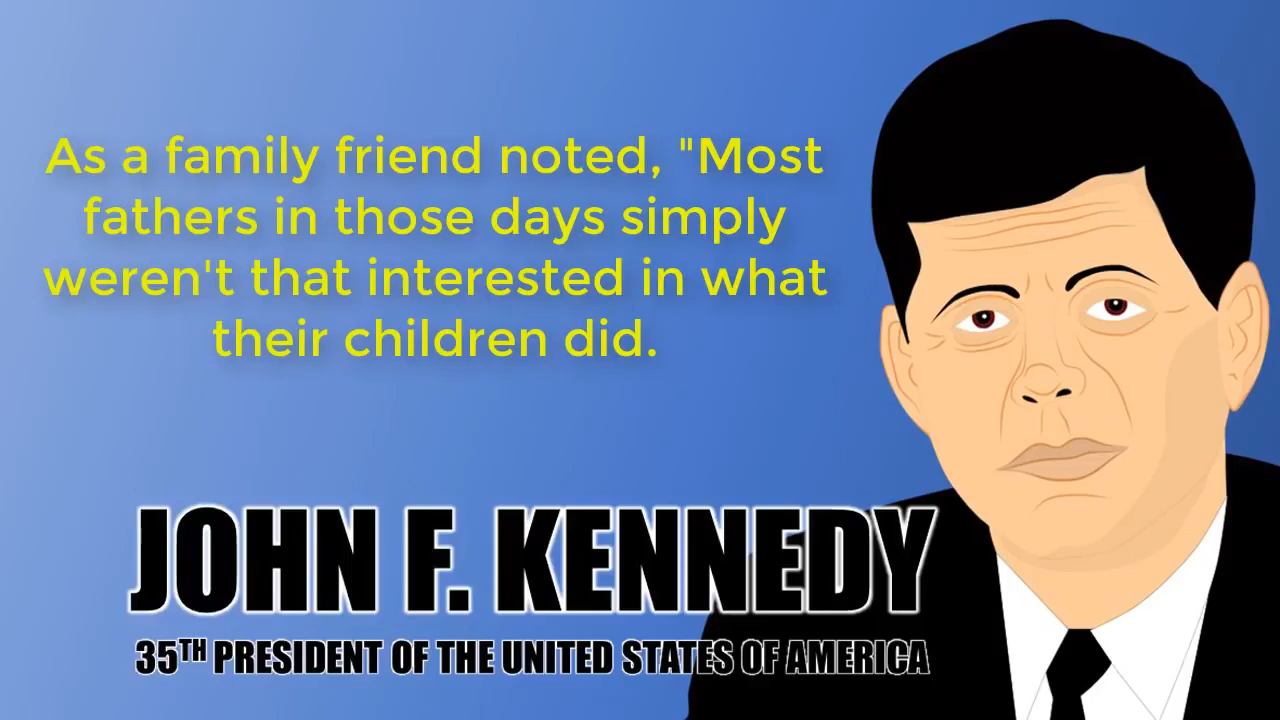 As a family friend noted, "Most
fathers in those days simply
weren't that interested in what
their children did.
JOHN F. KENNEDY
35TH PRESIDENT OF THE UNITED STATES OF AMERICA